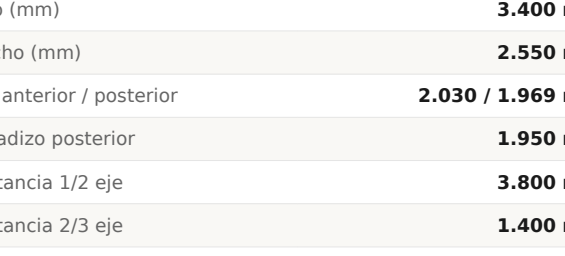 o (mm) 3.400
cho (mm) 2.550
anterior / posterior 2.030 / 1.969
adizo posterior 1.950
tancia 1/2 eje 3.800
tancia 2/3 eje 1.400